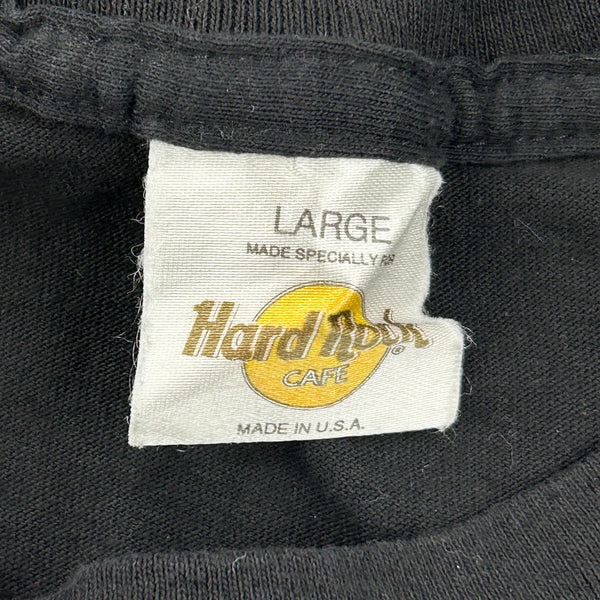 LARGE
MADE SPECIALLY FOR
Hard Rock
CAFE
®
MADE IN U.S.A.